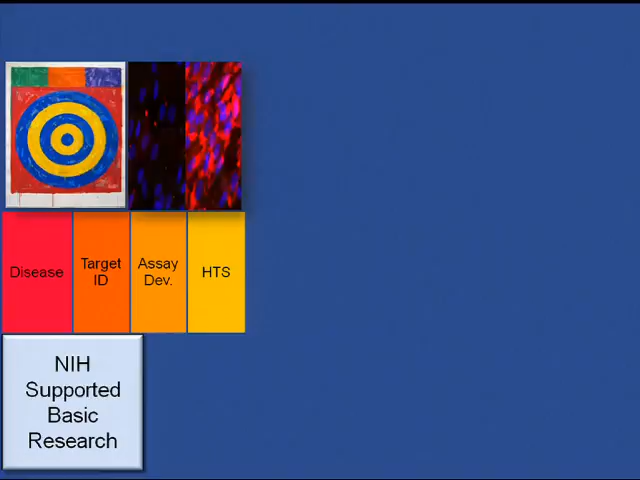 Disease
Target
ID
Assay
Dev.
HTS
NIH
Supported
Basic
Research